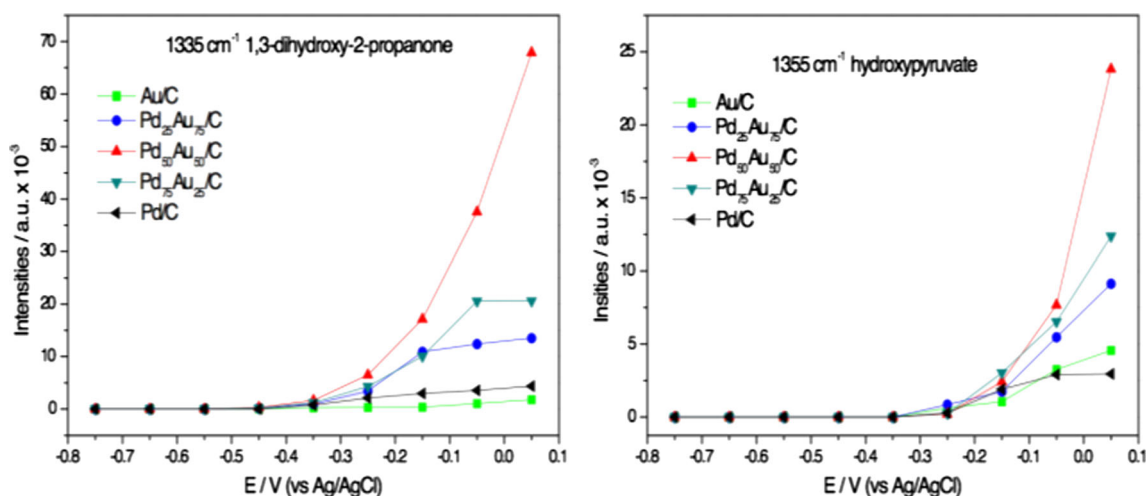 1335 cm⁻¹ 1,3-dihydroxy-2-propanone
Au/C
Pd₂₅Au₇₅/C
Pd₅₀Au₅₀/C
Pd₇₅Au₂₅/C
Pd/C
70
60
50
40
30
20
10
0
Intensities / a.u. x 10⁻³
-0.8 -0.7 -0.6 -0.5 -0.4 -0.3 -0.2 -0.1 0.0 0.1
E / V (vs Ag/AgCl)
1355 cm⁻¹ hydroxypyruvate
Au/C
Pd₂₅Au₇₅/C
Pd₅₀Au₅₀/C
Pd₇₅Au₂₅/C
Pd/C
25
20
15
10
5
0
Insities / a.u. x 10⁻³
-0.8 -0.7 -0.6 -0.5 -0.4 -0.3 -0.2 -0.1 0.0 0.1
E / V (vs Ag/AgCl)